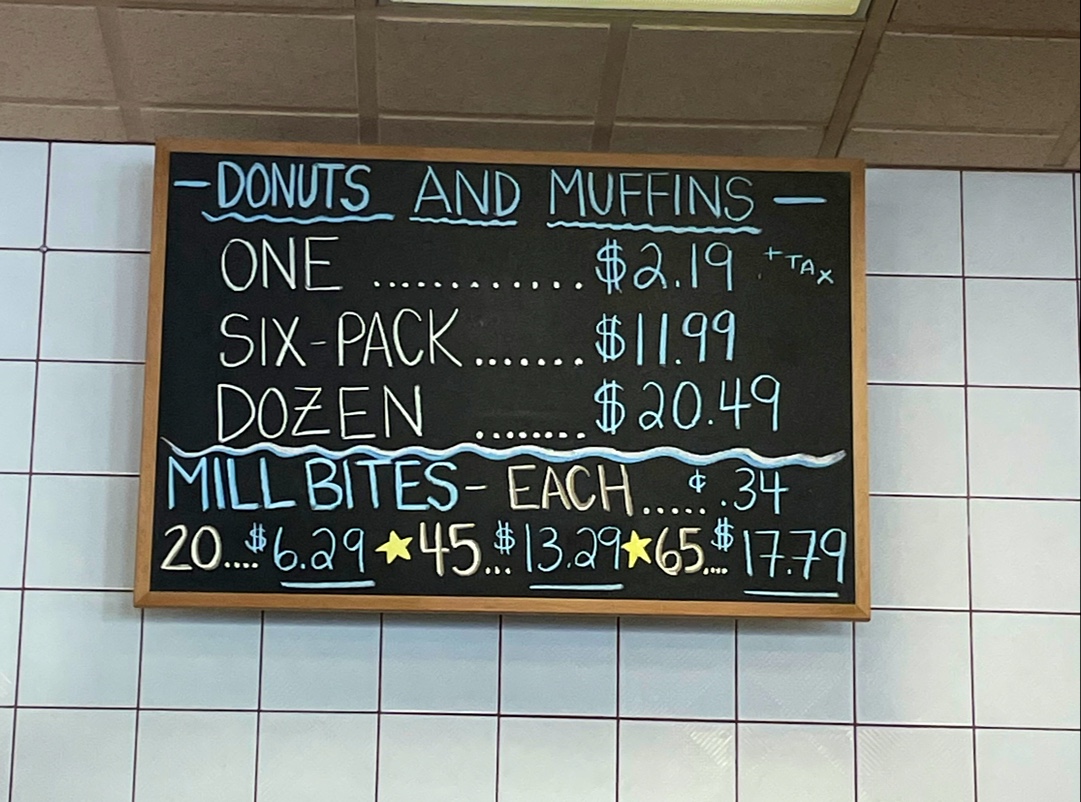 -DONUTS AND MUFFINS-
ONE ............ $2.19 +TAX
SIX-PACK ....... $11.99
DOZEN ........ $20.49
MILL BITES - EACH ..... ¢ .34
20.... $6.29 ★ 45... $13.29 ★ 65.... $17.79